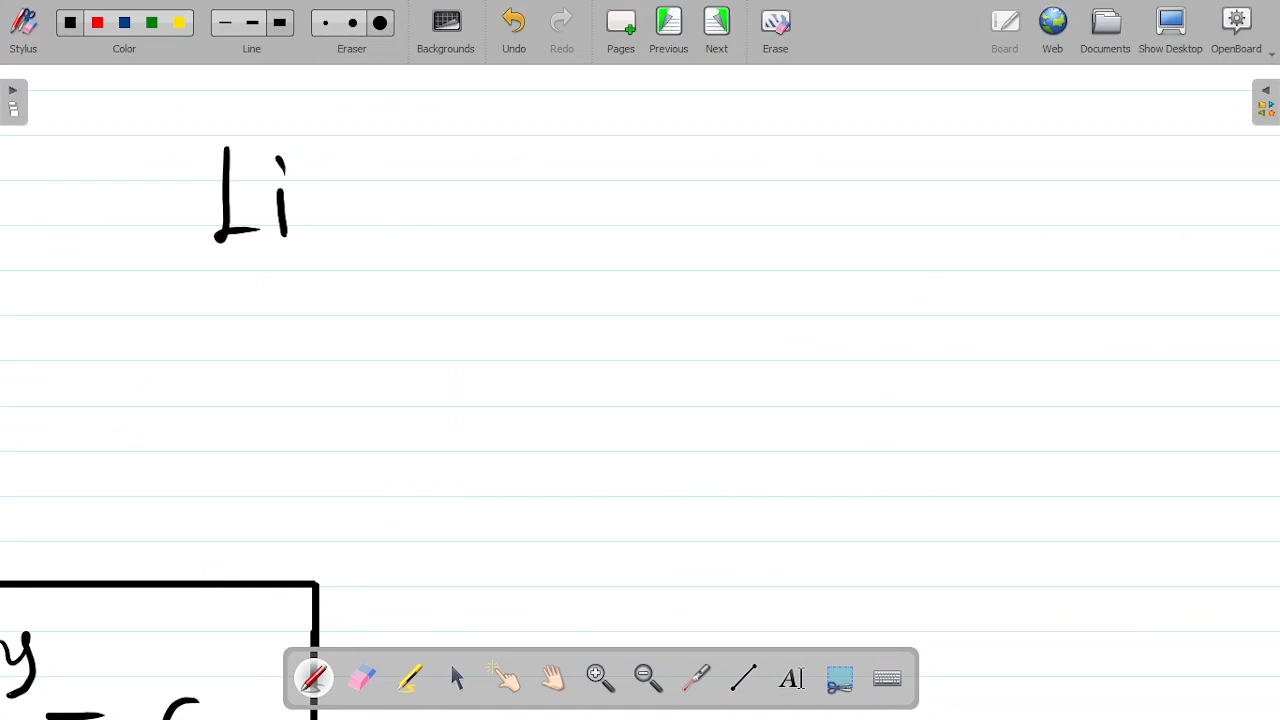 Stylus Color Line Eraser Backgrounds Undo Redo Pages Previous Next Erase Board Web Documents Show Desktop OpenBoard
Li
y